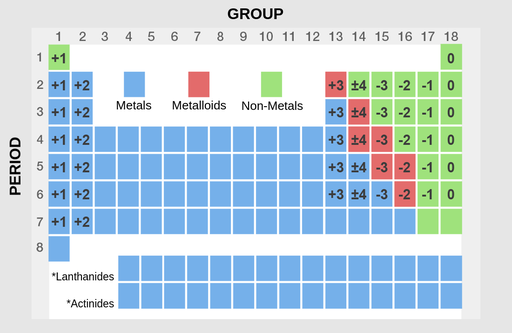 GROUP
1 2 3 4 5 6 7 8 9 10 11 12 13 14 15 16 17 18
1 +1 0
2 +1 +2 +3 ±4 -3 -2 -1 0
Metals Metalloids Non-Metals
3 +1 +2 +3 ±4 -3 -2 -1 0
4 +1 +2 +3 ±4 -3 -2 -1 0
PERIOD
5 +1 +2 +3 ±4 -3 -2 -1 0
6 +1 +2 +3 ±4 -3 -2 -1 0
7 +1 +2
8
*Lanthanides
*Actinides